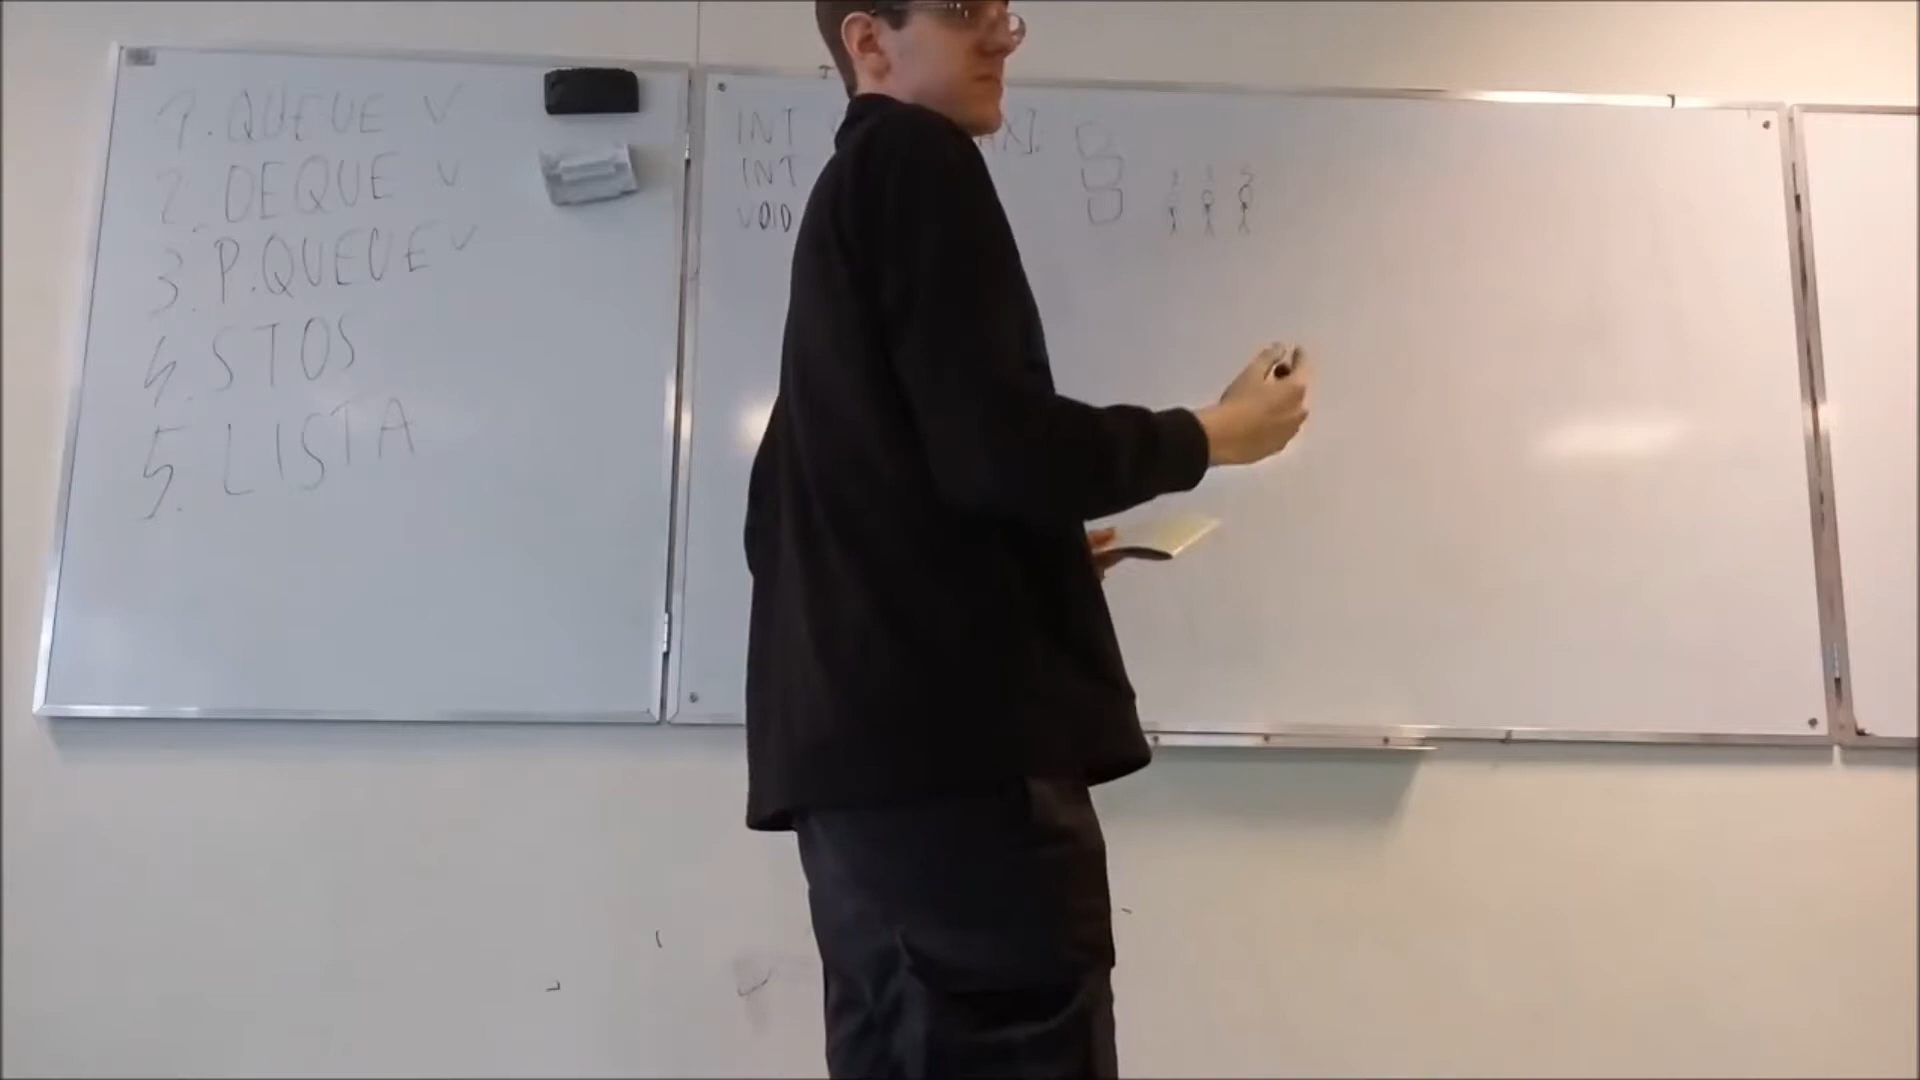 1. QUEUE ✓
2. DEQUE ✓
3. P.QUEUE ✓
4. STOS
5. LISTA
INT
INT
VOID